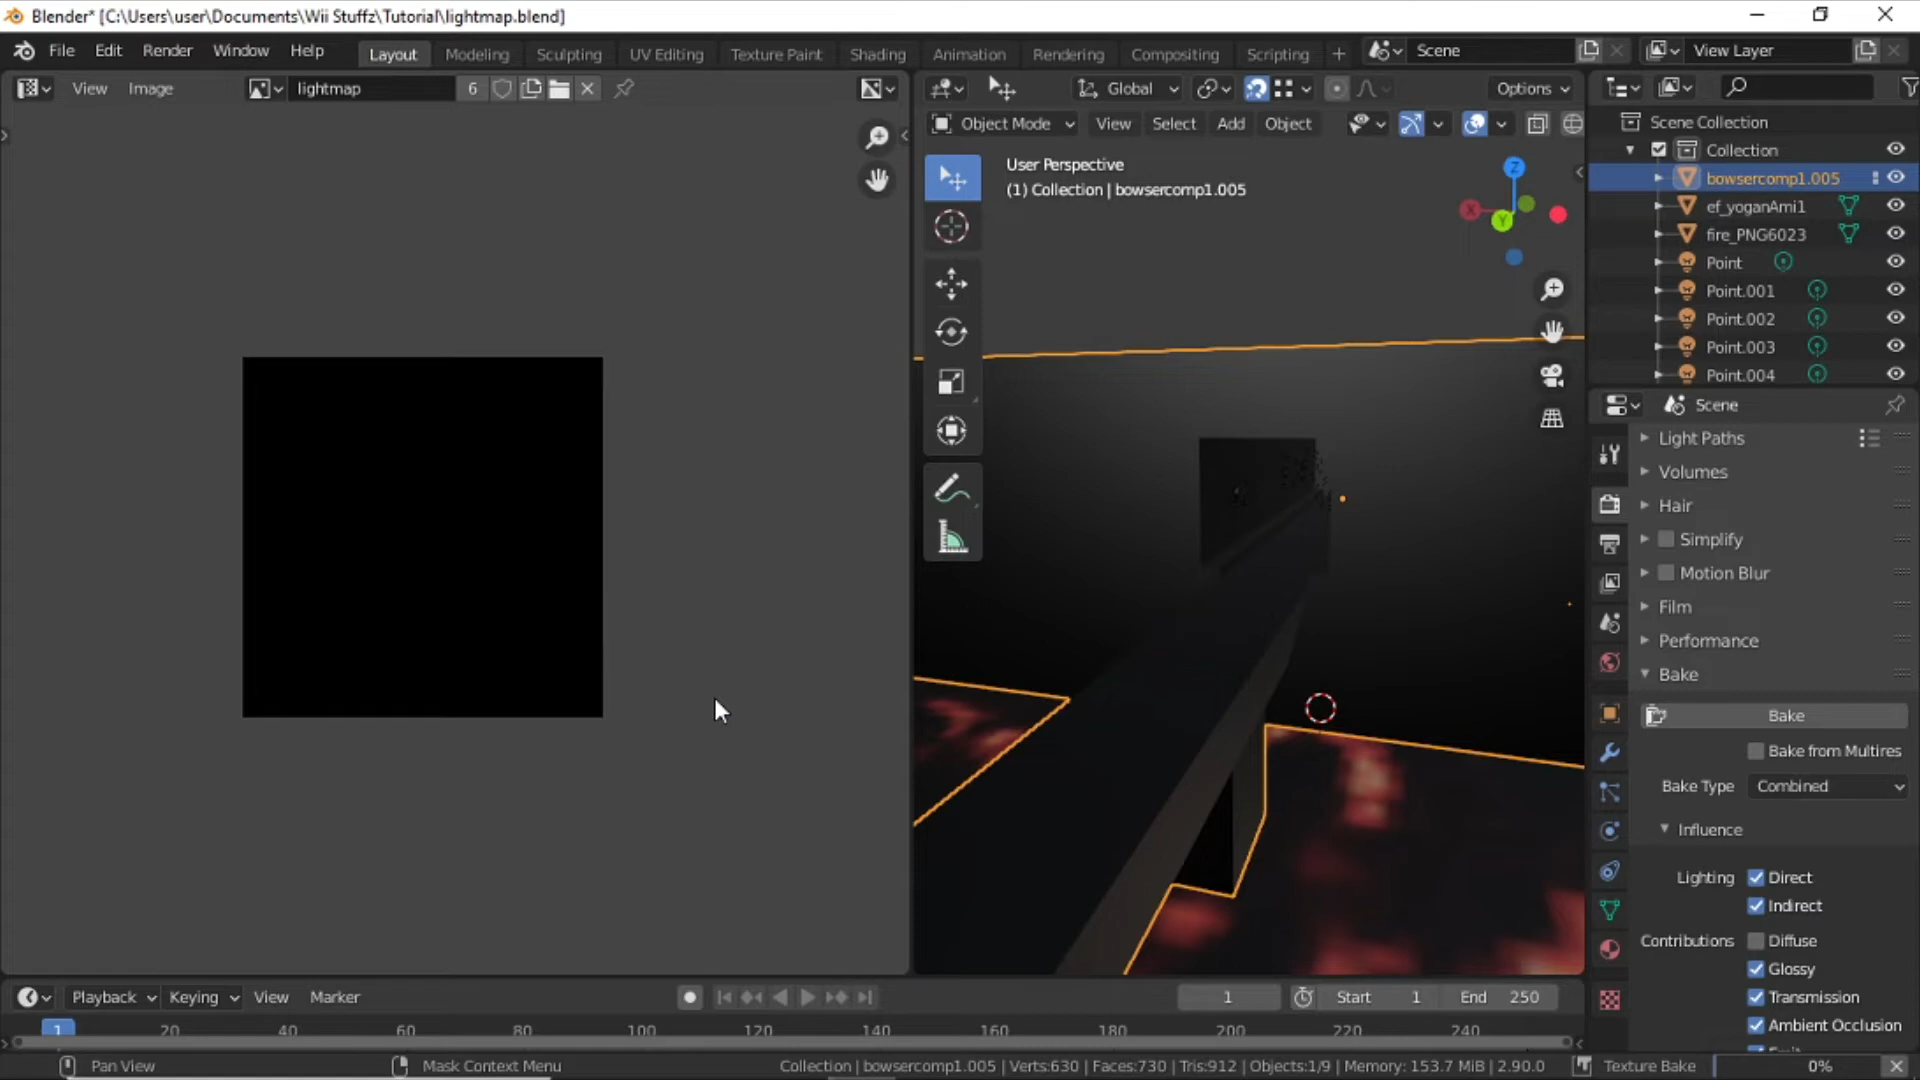 Blender* [C:\Users\user\Documents\Wii Stuffz\Tutorial\lightmap.blend]
File Edit Render Window Help
Layout Modeling Sculpting UV Editing Texture Paint Shading Animation Rendering Compositing Scripting +
Scene
View Layer
View Image lightmap 6
Global
Options
Object Mode View Select Add Object
User Perspective
(1) Collection | bowsercomp1.005
Z
X
Y
Scene Collection
Collection
bowsercomp1.005
ef_yoganAmi1
fire_PNG6023
Point
Point.001
Point.002
Point.003
Point.004
Scene
Light Paths
Volumes
Hair
Simplify
Motion Blur
Film
Performance
Bake
Bake
Bake from Multires
Bake Type Combined
Influence
Lighting Direct
Indirect
Contributions Diffuse
Glossy
Transmission
Ambient Occlusion
Playback Keying View Marker
1 Start 1 End 250
1 20 40 60 80 100 120 140 160 180 200 220 240
Pan View
Mask Context Menu
Collection | bowsercomp1.005 | Verts:630 | Faces:730 | Tris:912 | Objects:1/9 | Memory: 153.7 MiB | 2.90.0
Texture Bake 0%